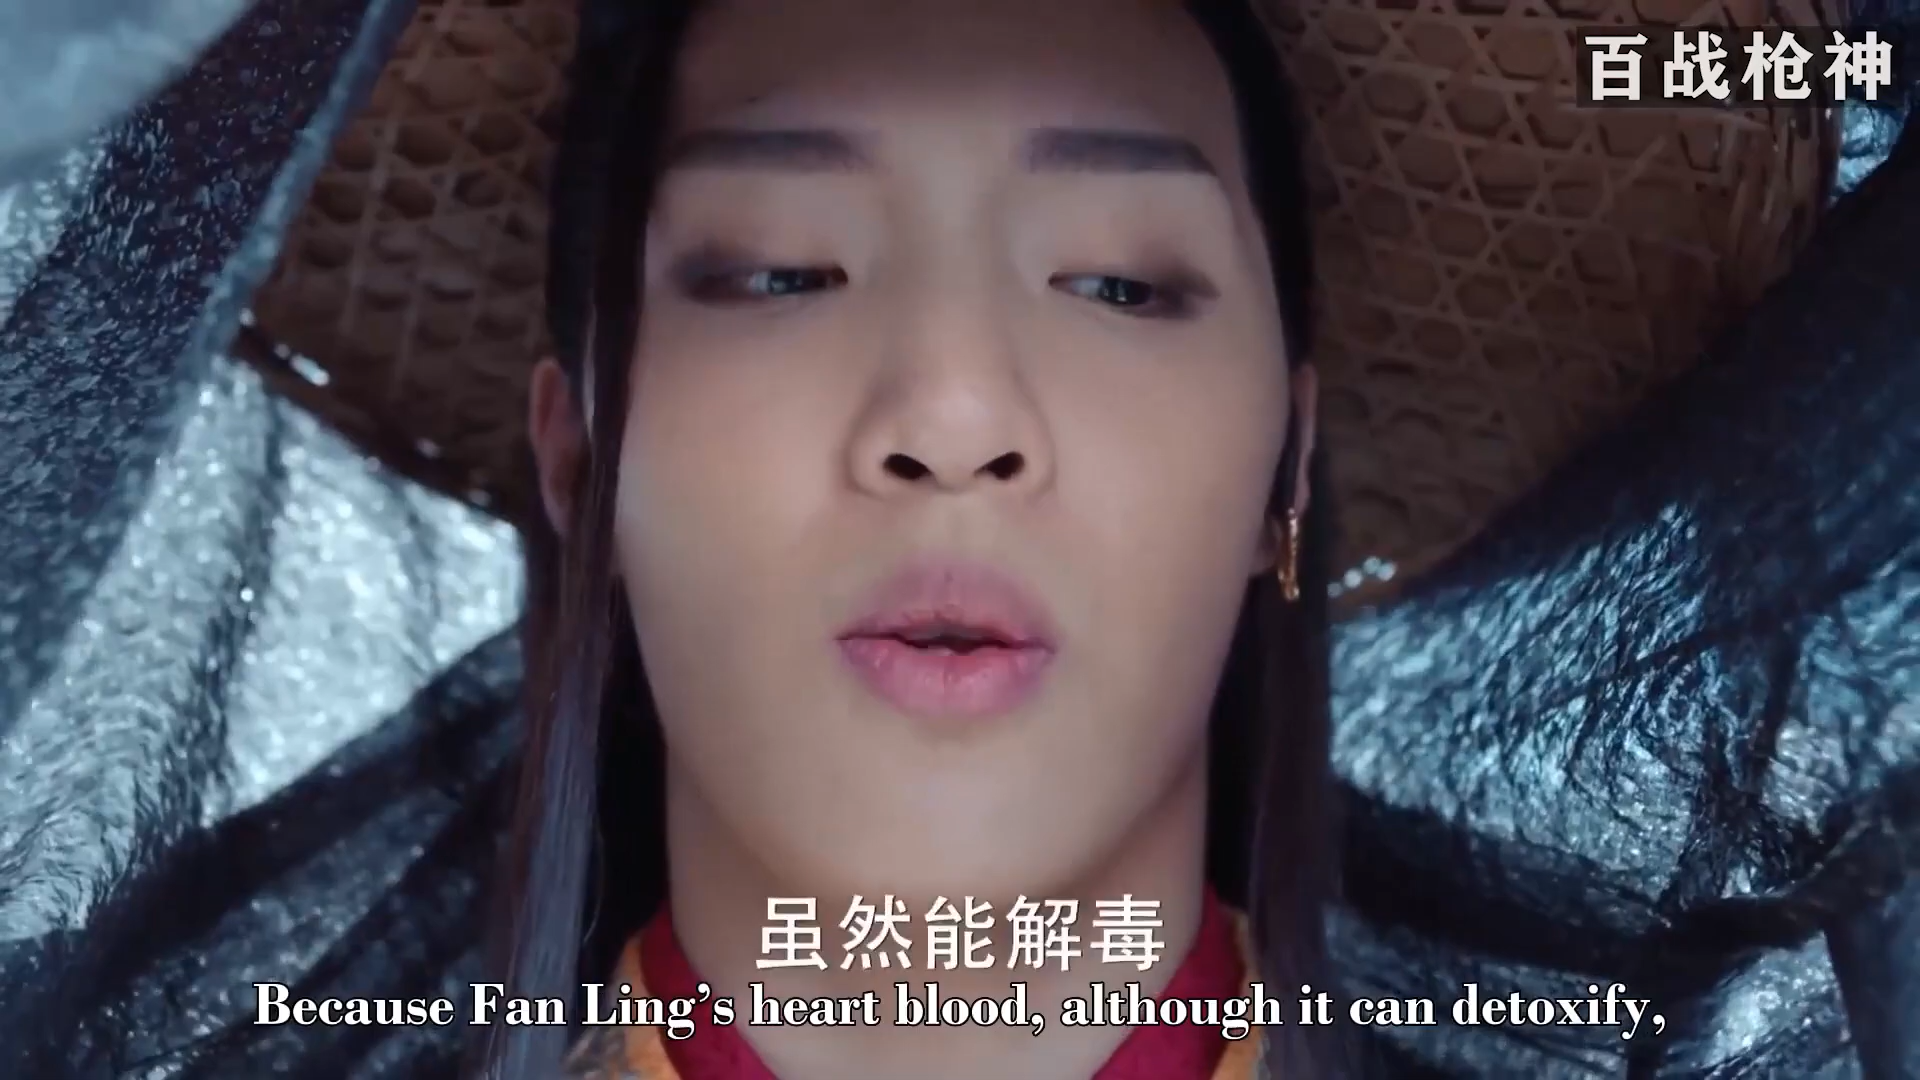 百战枪神
虽然能解毒
Because Fan Ling's heart blood, although it can detoxify,